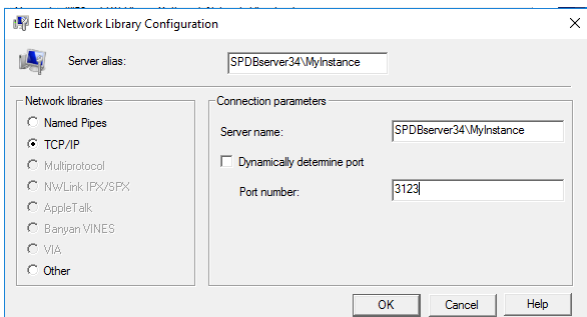 Edit Network Library Configuration
Server alias:
SPDBserver34\MyInstance
Network libraries
Named Pipes
TCP/IP
Multiprotocol
NWLink IPX/SPX
AppleTalk
Banyan VINES
VIA
Other
Connection parameters
Server name:
SPDBserver34\MyInstance
Dynamically determine port
Port number:
3123
OK
Cancel
Help